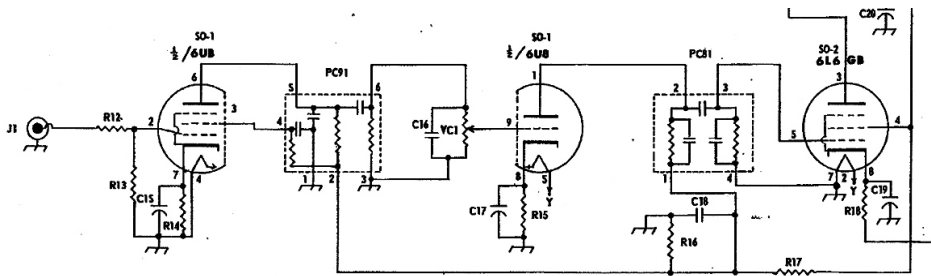 C20
SO-1
½/6U8
SO-1
½/6U8
SO-2
6L6 GB
PC91
PC81
6
5
6
1
2
3
3
J1
R12
2
3
4
C16
VC1
9
5
4
R13
7
4
1
2
3
8
5
Y
1
4
7
2
Y
8
C15
R14
C17
R15
C18
R16
R18
C19
R17